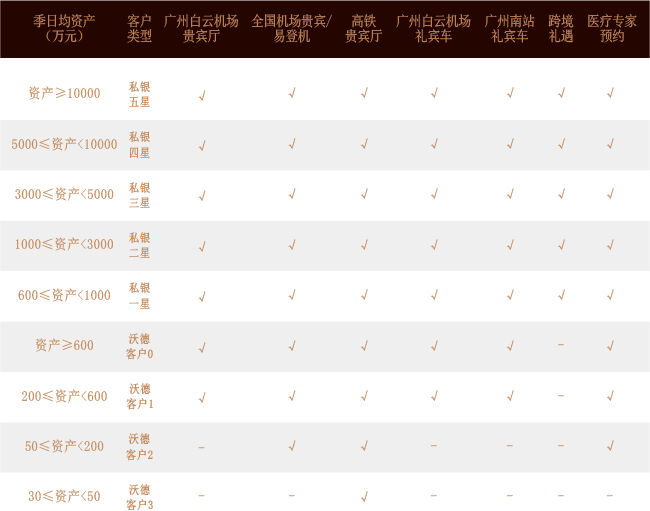 季日均资产 客户 广州白云机场 全国机场贵宾/ 高铁 广州白云机场 广州南站 跨境 医疗专家
（万元） 类型 贵宾厅 易登机 贵宾厅 礼宾车 礼宾车 礼遇 预约
资产≥10000 私银五星 √ √ √ √ √ √ √
5000≤资产<10000 私银四星 √ √ √ √ √ √ √
3000≤资产<5000 私银三星 √ √ √ √ √ √ √
1000≤资产<3000 私银二星 √ √ √ √ √ √ √
600≤资产<1000 私银一星 √ √ √ √ √ √ √
资产≥600 沃德客户0 √ √ √ √ √ - √
200≤资产<600 沃德客户1 √ √ √ √ √ - √
50≤资产<200 沃德客户2 - √ √ - - - √
30≤资产<50 沃德客户3 - - √ - - - -